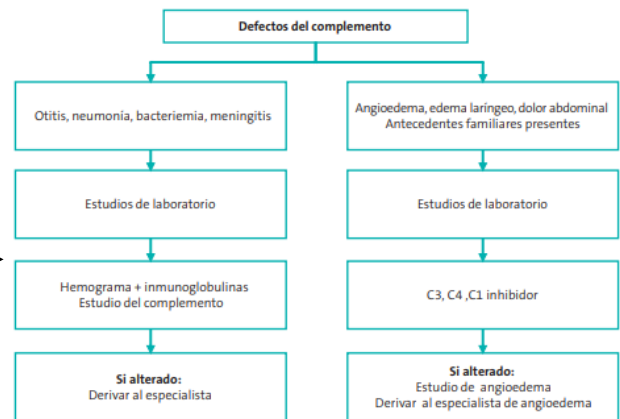 Defectos del complemento
Otitis, neumonía, bacteriemia, meningitis
Angioedema, edema laríngeo, dolor abdominal
Antecedentes familiares presentes
Estudios de laboratorio
Estudios de laboratorio
Hemograma + inmunoglobulinas
Estudio del complemento
C3, C4 ,C1 inhibidor
Si alterado:
Derivar al especialista
Si alterado:
Estudio de angioedema
Derivar al especialista de angioedema